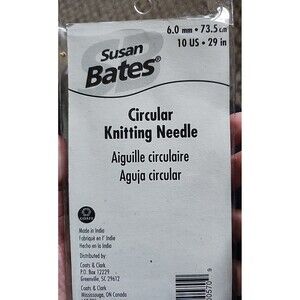 Susan
Bates®
6.0 mm • 73.5 cm
10 US • 29 in
Circular
Knitting Needle
Aiguille circulaire
Aguja circular
COATS
Made in India
Fabriqué en l' Inde
Hecho en la India
Distributed by:
Coats & Clark
P.O. Box 12229
Greenville, SC 29612
Coats & Clark
Mississauga, ON Canada